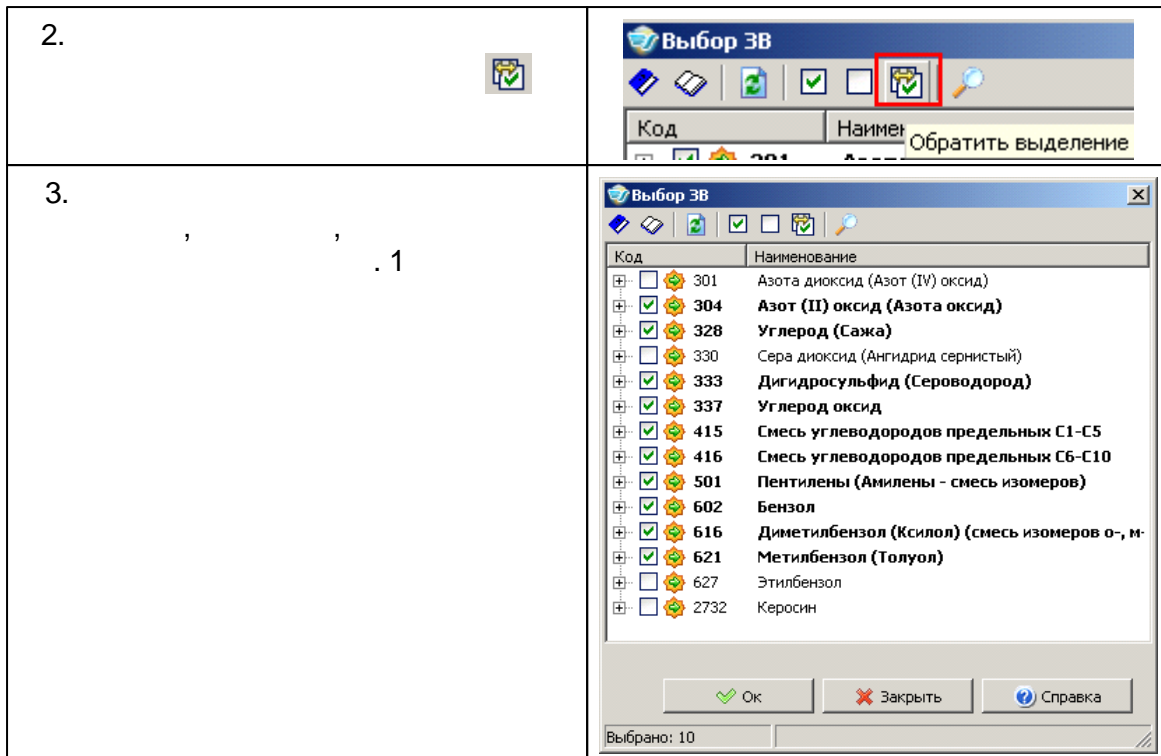 2.
Выбор ЗВ
Код Наимен
Обратить выделение
3.
, ,
. 1
Выбор ЗВ
Код Наименование
301 Азота диоксид (Азот (IV) оксид)
304 Азот (II) оксид (Азота оксид)
328 Углерод (Сажа)
330 Сера диоксид (Ангидрид сернистый)
333 Дигидросульфид (Сероводород)
337 Углерод оксид
415 Смесь углеводородов предельных C1-C5
416 Смесь углеводородов предельных C6-C10
501 Пентилены (Амилены - смесь изомеров)
602 Бензол
616 Диметилбензол (Ксилол) (смесь изомеров о-, м-
621 Метилбензол (Толуол)
627 Этилбензол
2732 Керосин
Ок Закрыть Справка
Выбрано: 10